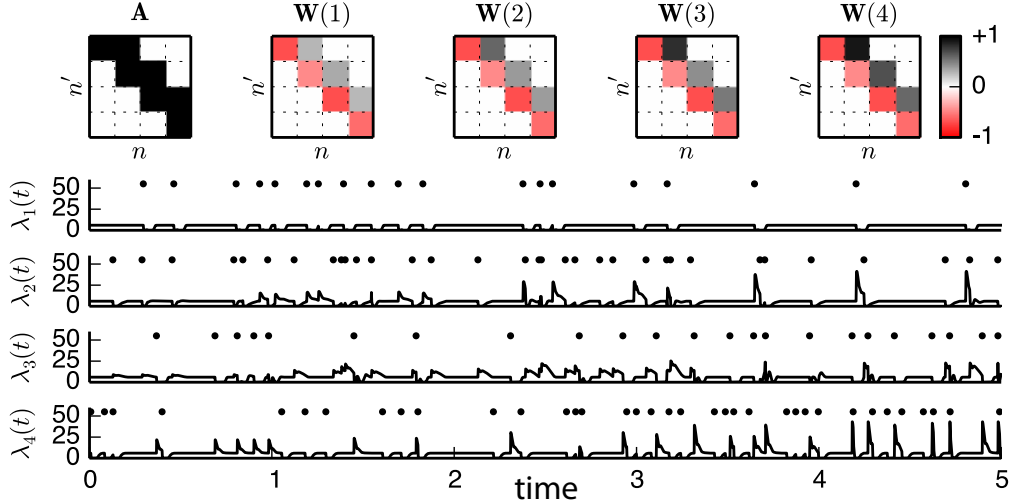 A W(1) W(2) W(3) W(4)
n′ n′ n′ n′ n′ +1
0
-1
n n n n n
λ₁(t) 50
25
0
λ₂(t) 50
25
0
λ₃(t) 50
25
0
λ₄(t) 50
25
0
0 1 2 3 4 5
time